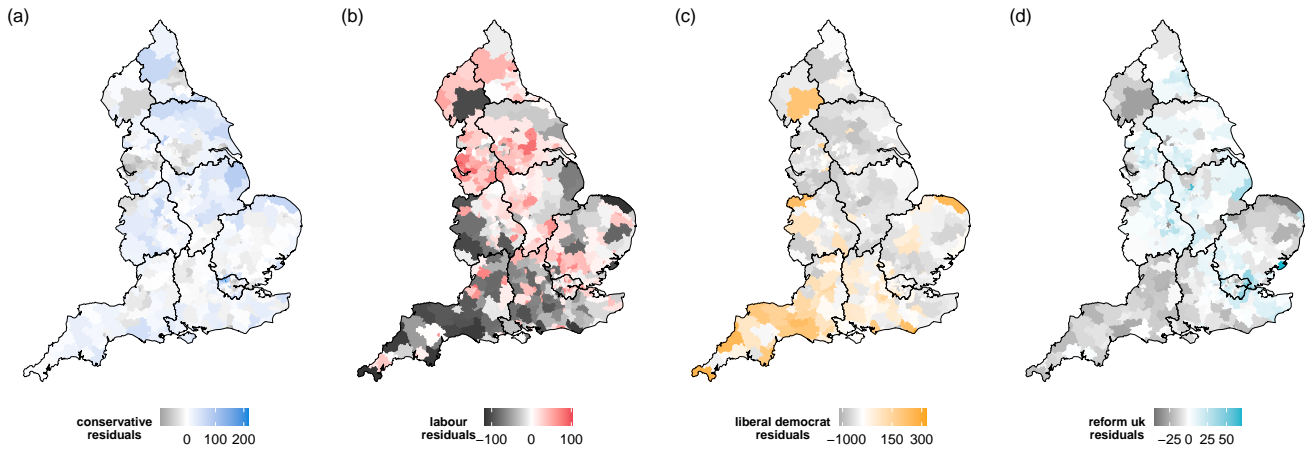 (a)
(b)
(c)
(d)
conservative
residuals
0 100 200
labour
residuals
−100 0 100
liberal democrat
residuals
−1000 150 300
reform uk
residuals
−25 0 25 50